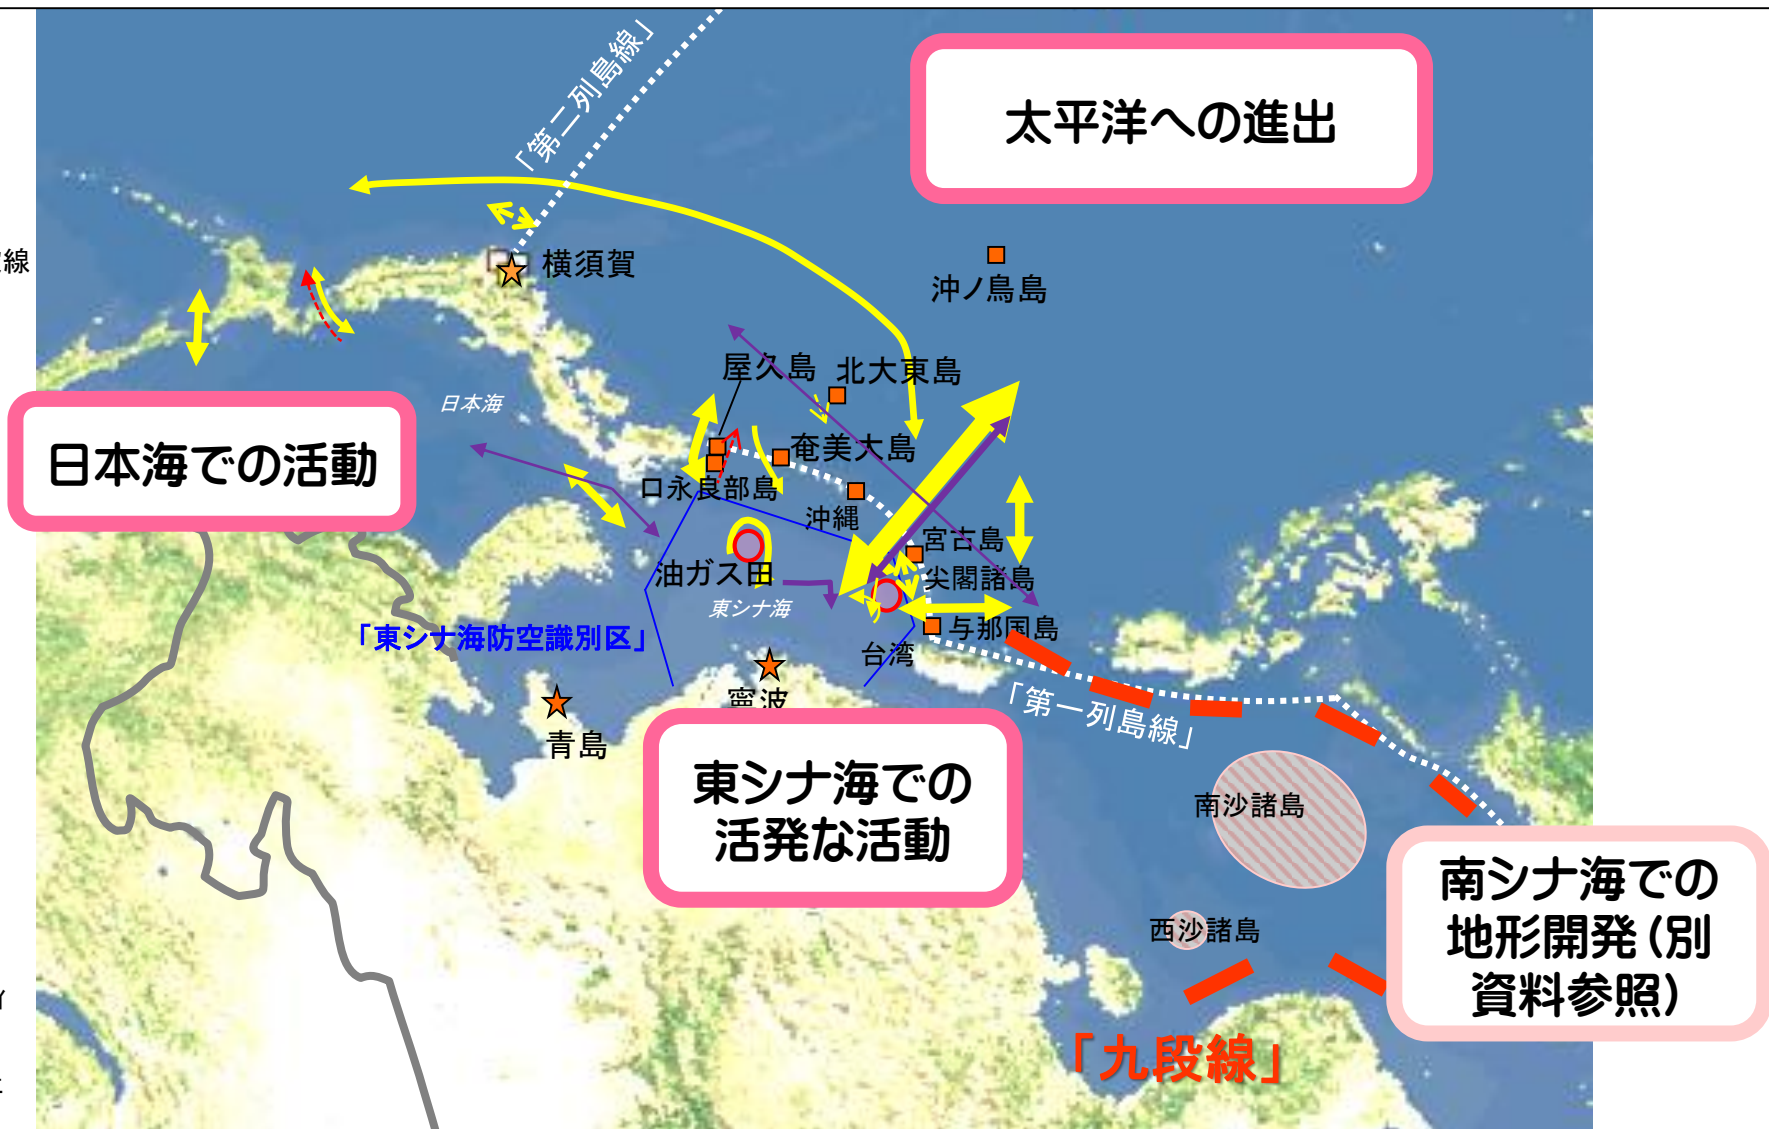 「第二列島線」
太平洋への進出
線
横須賀
沖ノ鳥島
屋久島
北大東島
日本海
日本海での活動
奄美大島
口永良部島
沖縄
宮古島
油ガス田
尖閣諸島
東シナ海
与那国島
「東シナ海防空識別区」
台湾
寧波
「第一列島線」
青島
東シナ海での
活発な活動
南沙諸島
南シナ海での
地形開発(別
資料参照)
西沙諸島
「九段線」